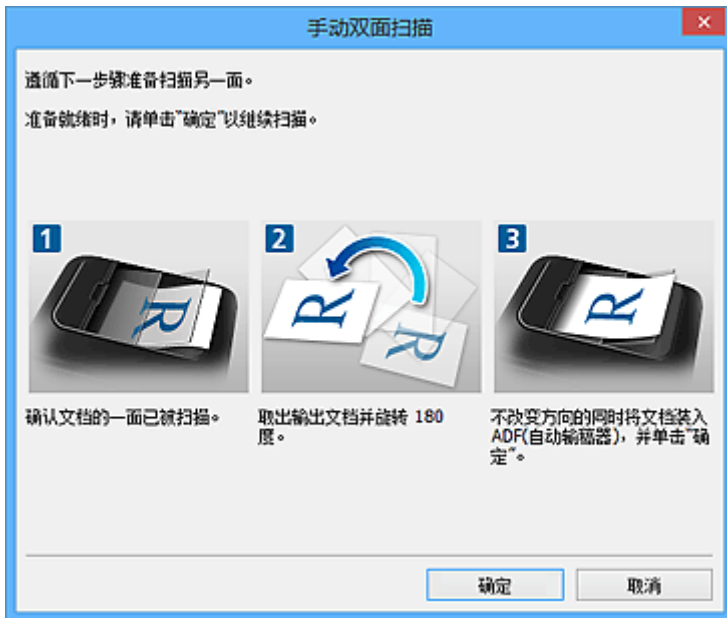 手动双面扫描
遵循下一步骤准备扫描另一面。
准备就绪时，请单击"确定"以继续扫描。
1
2
3
R
R
R
R
确认文档的一面已被扫描。
取出输出文档并旋转 180
度。
不改变方向的同时将文档装入
ADF(自动输稿器)，并单击"确
定"。
确定
取消